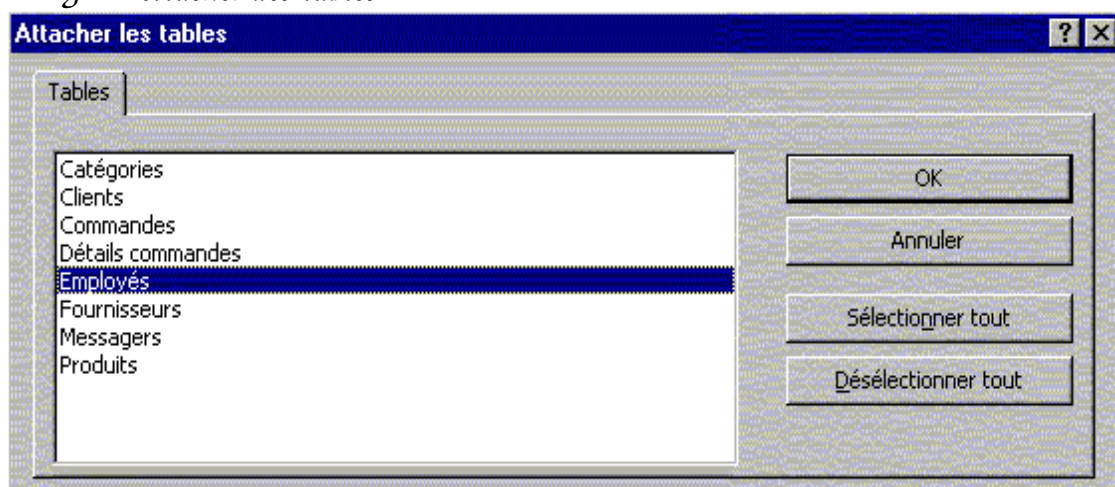 Attacher les tables
Tables
Catégories
Clients
Commandes
Détails commandes
Employés
Fournisseurs
Messagers
Produits
OK
Annuler
Sélectionner tout
Désélectionner tout